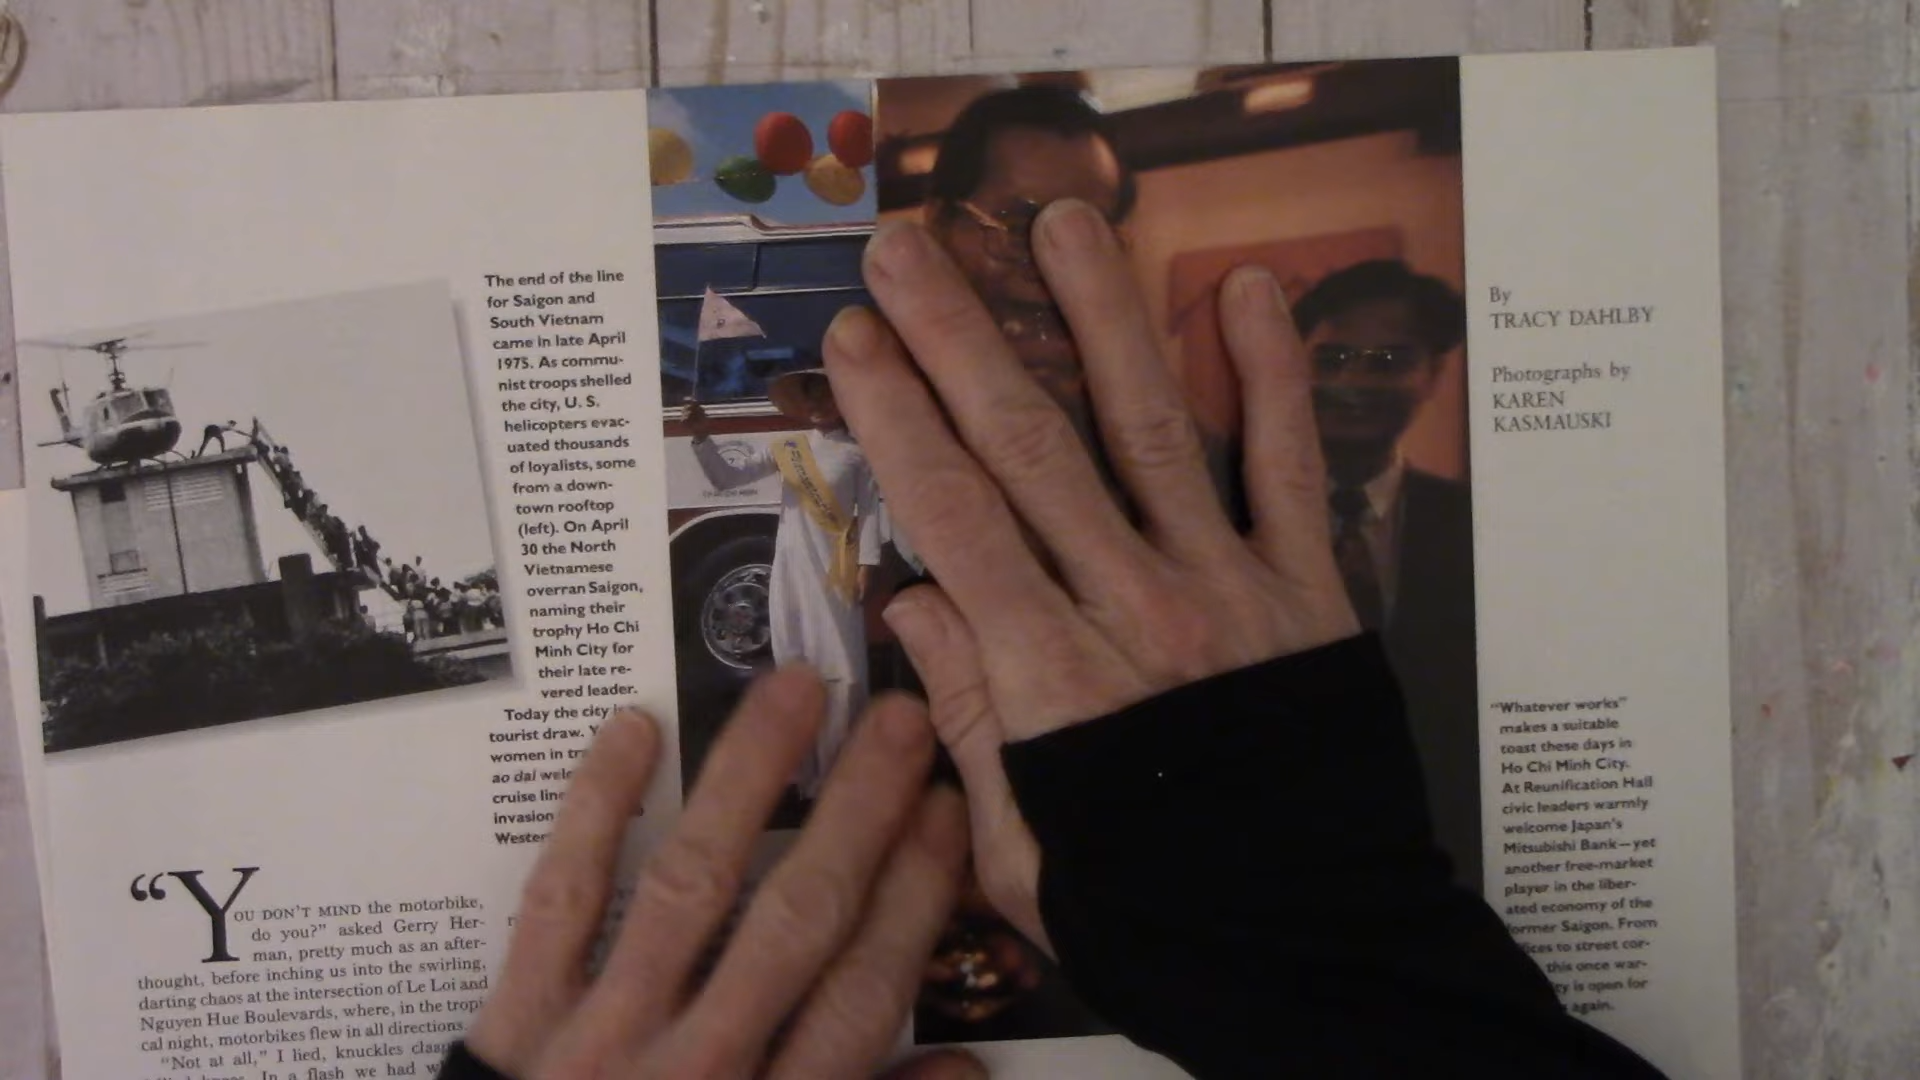 The end of the line
for Saigon and
South Vietnam
came in late April
1975. As commu-
nist troops shelled
the city, U. S.
helicopters evac-
uated thousands
of loyalists, some
from a down-
town rooftop
(left). On April
30 the North
Vietnamese
overran Saigon,
naming their
trophy Ho Chi
Minh City for
their late re-
vered leader.
Today the city
tourist draw.
women in
ao dai
cruise
invasion
“YOU DON'T MIND the motorbike,
do you?” asked Gerry Her-
man, pretty much as an after-
thought, before inching us into the swirling,
darting chaos at the intersection of Le Loi and
Nguyen Hue Boulevards, where, in the tropi
cal night, motorbikes flew in all directions.
“Not at all,” I lied, knuckles
In a flash we had
By
TRACY DAHLBY
Photographs by
KAREN
KASMAUSKI
“Whatever works”
makes a suitable
toast these days in
Ho Chi Minh City.
At Reunification Hall
civic leaders warmly
welcome Japan's
Mitsubishi Bank—yet
another free-market
player in the liber-
ated economy of the
former Saigon. From
to street cor-
this once war-
is open for
again.